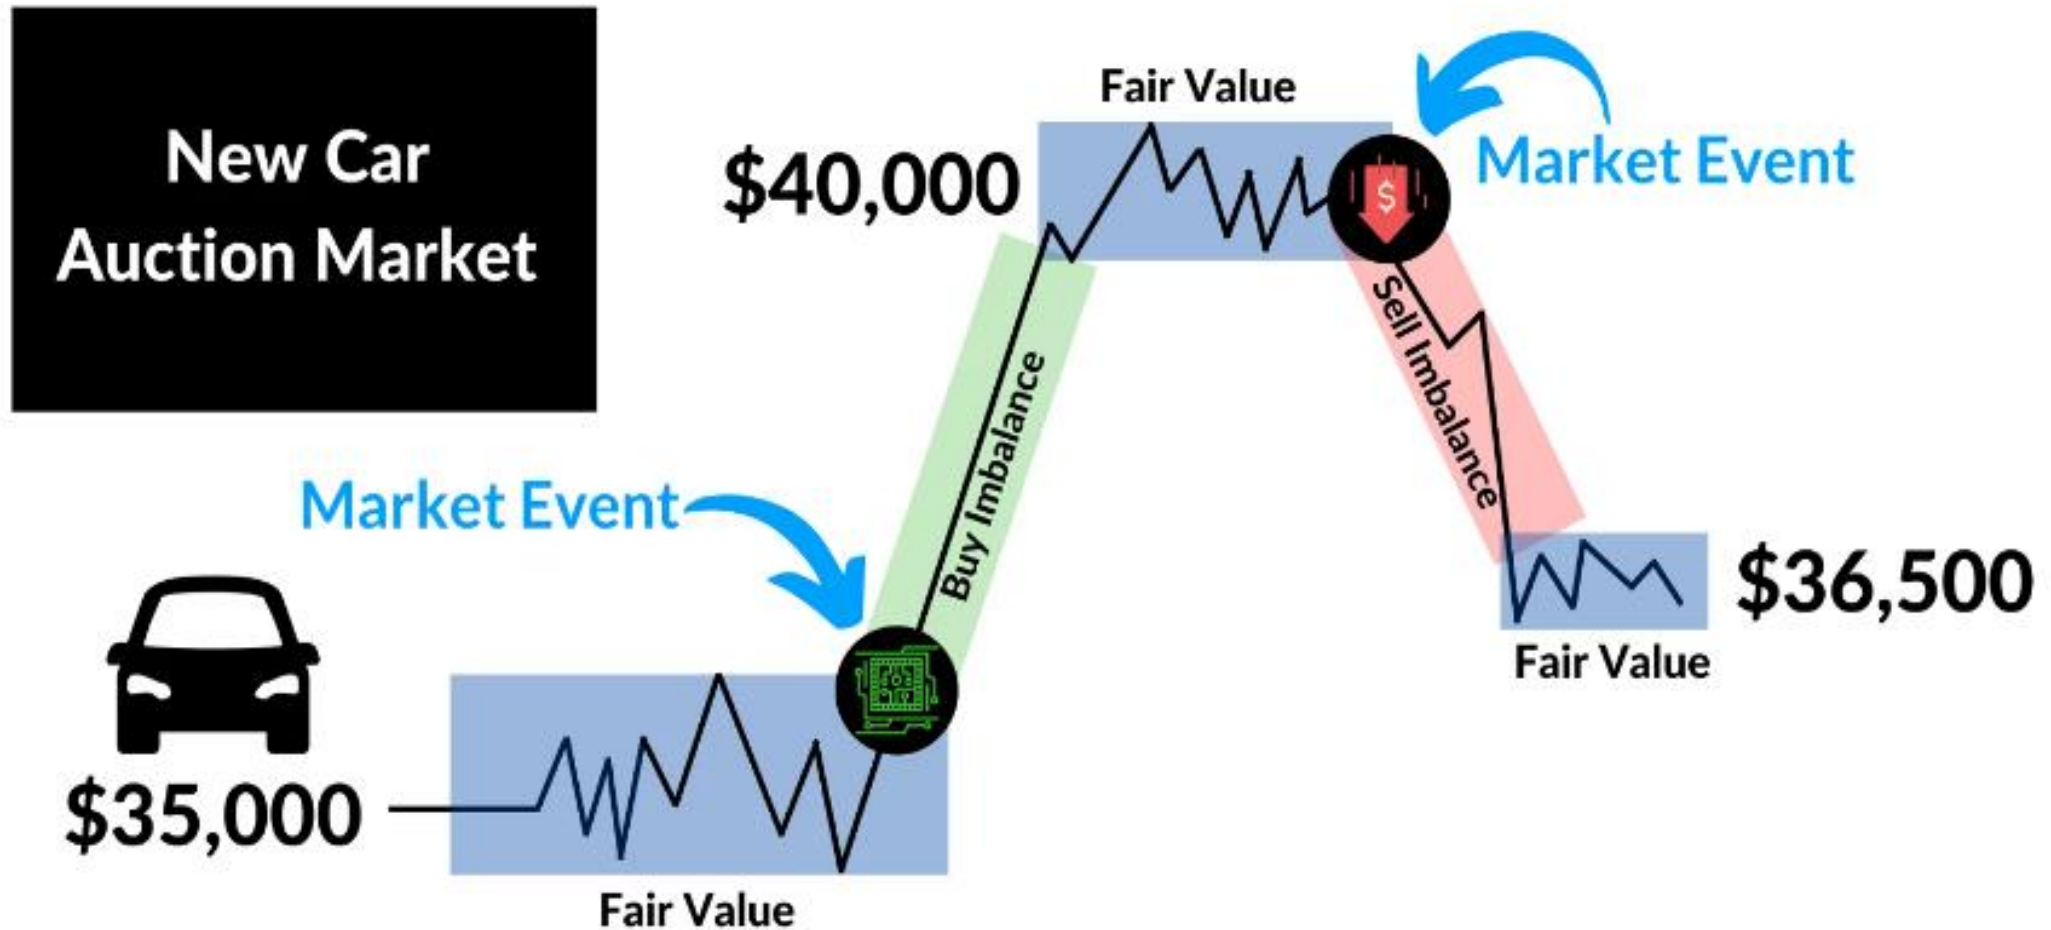 New Car
Auction Market
Fair Value
$40,000
Market Event
Sell Imbalance
Buy Imbalance
Market Event
$36,500
Fair Value
$35,000
Fair Value
$